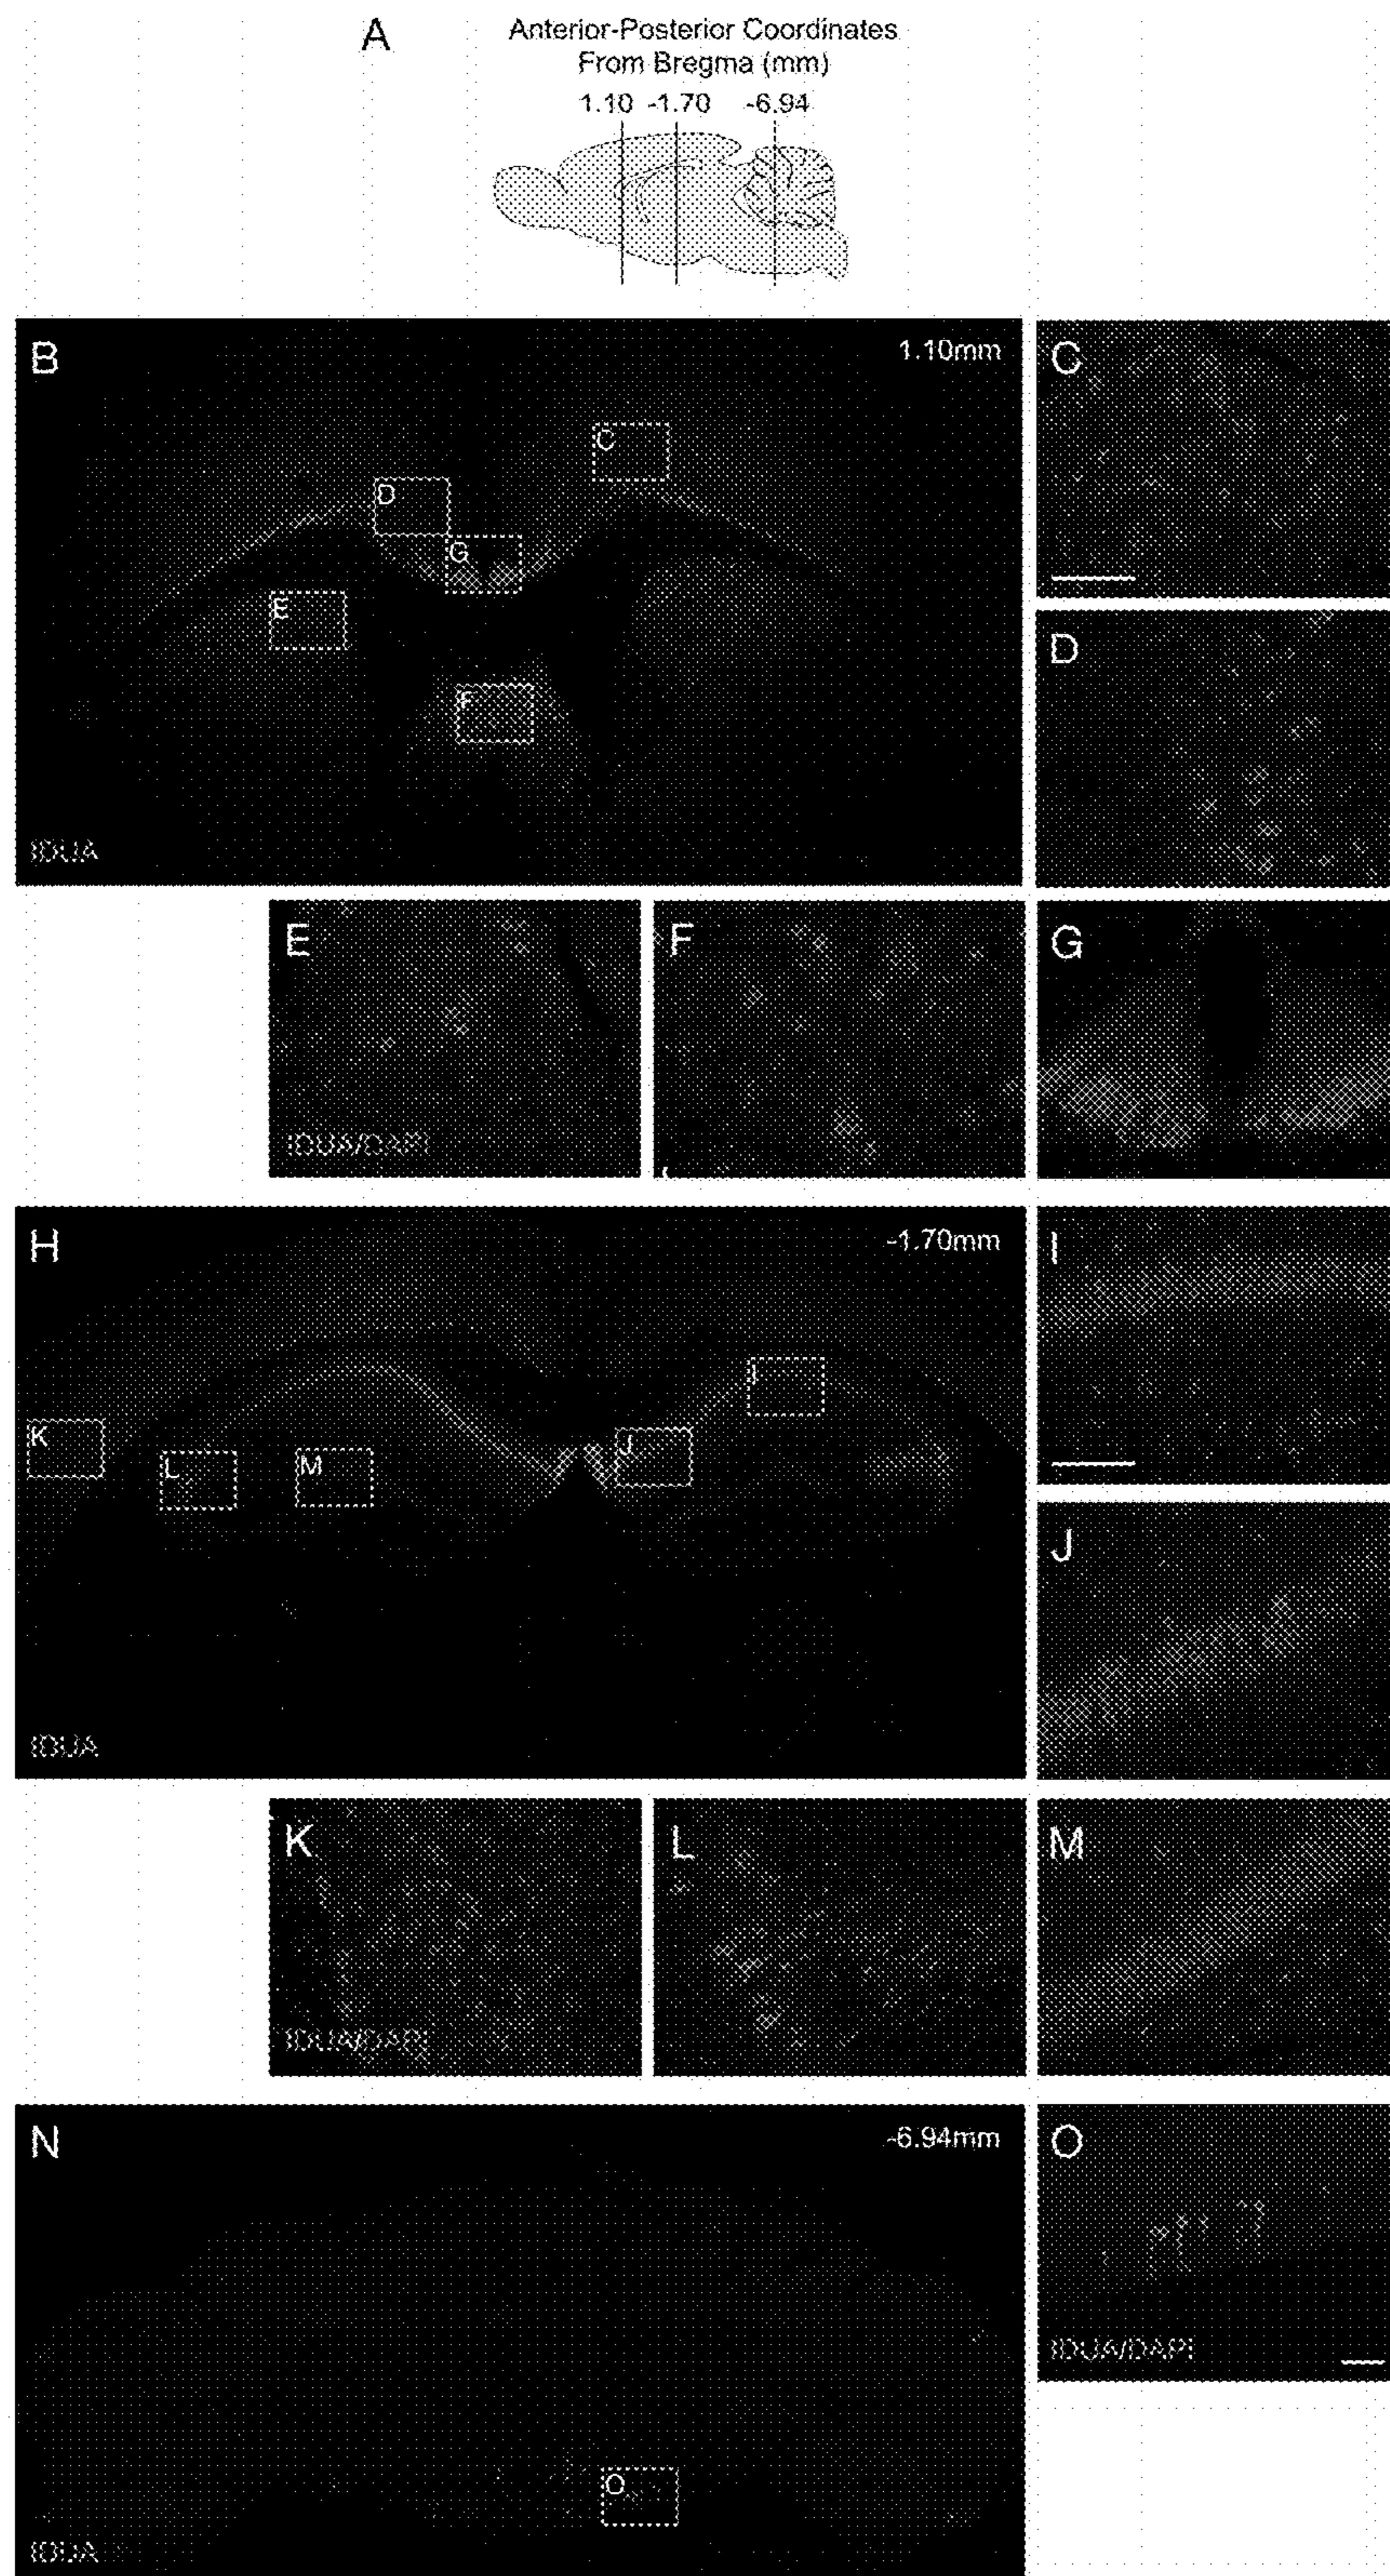 A
Anterior-Posterior Coordinates
From Bregma (mm)
1.10 -1.70 -6.94
B
1.10mm
C
D
G
E
F
IDUA
C
D
E
IDUA/DAPI
F
G
H
-1.70mm
I
K
L
M
J
IDUA
I
J
K
IDUA/DAPI
L
M
N
-6.94mm
O
IDUA
O
IDUA/DAPI